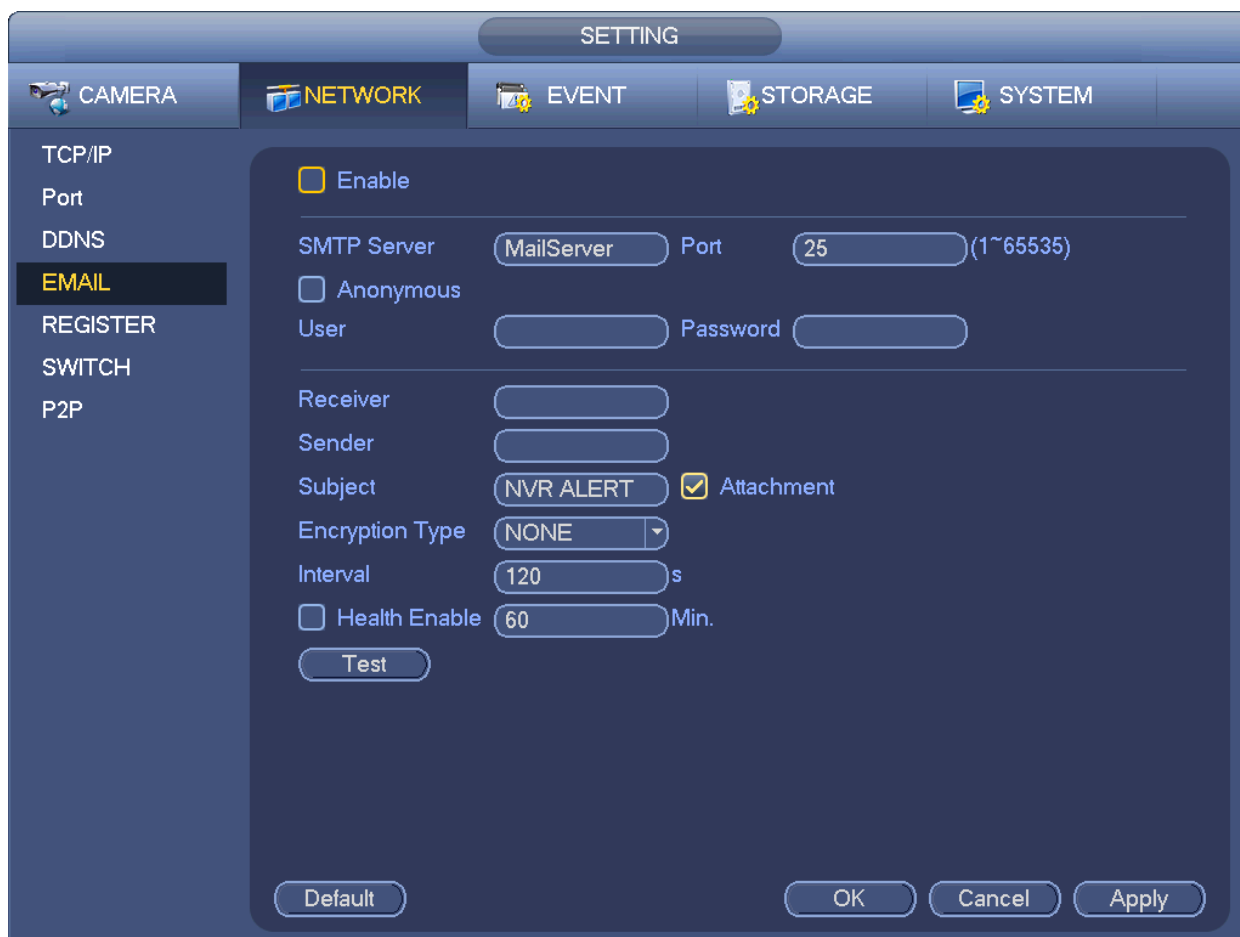 SETTING
CAMERA NETWORK EVENT STORAGE SYSTEM
TCP/IP
Port
DDNS
EMAIL
REGISTER
SWITCH
P2P
Enable
SMTP Server MailServer Port 25 (1~65535)
Anonymous
User Password
Receiver
Sender
Subject NVR ALERT Attachment
Encryption Type NONE
Interval 120 s
Health Enable 60 Min.
Test
Default OK Cancel Apply